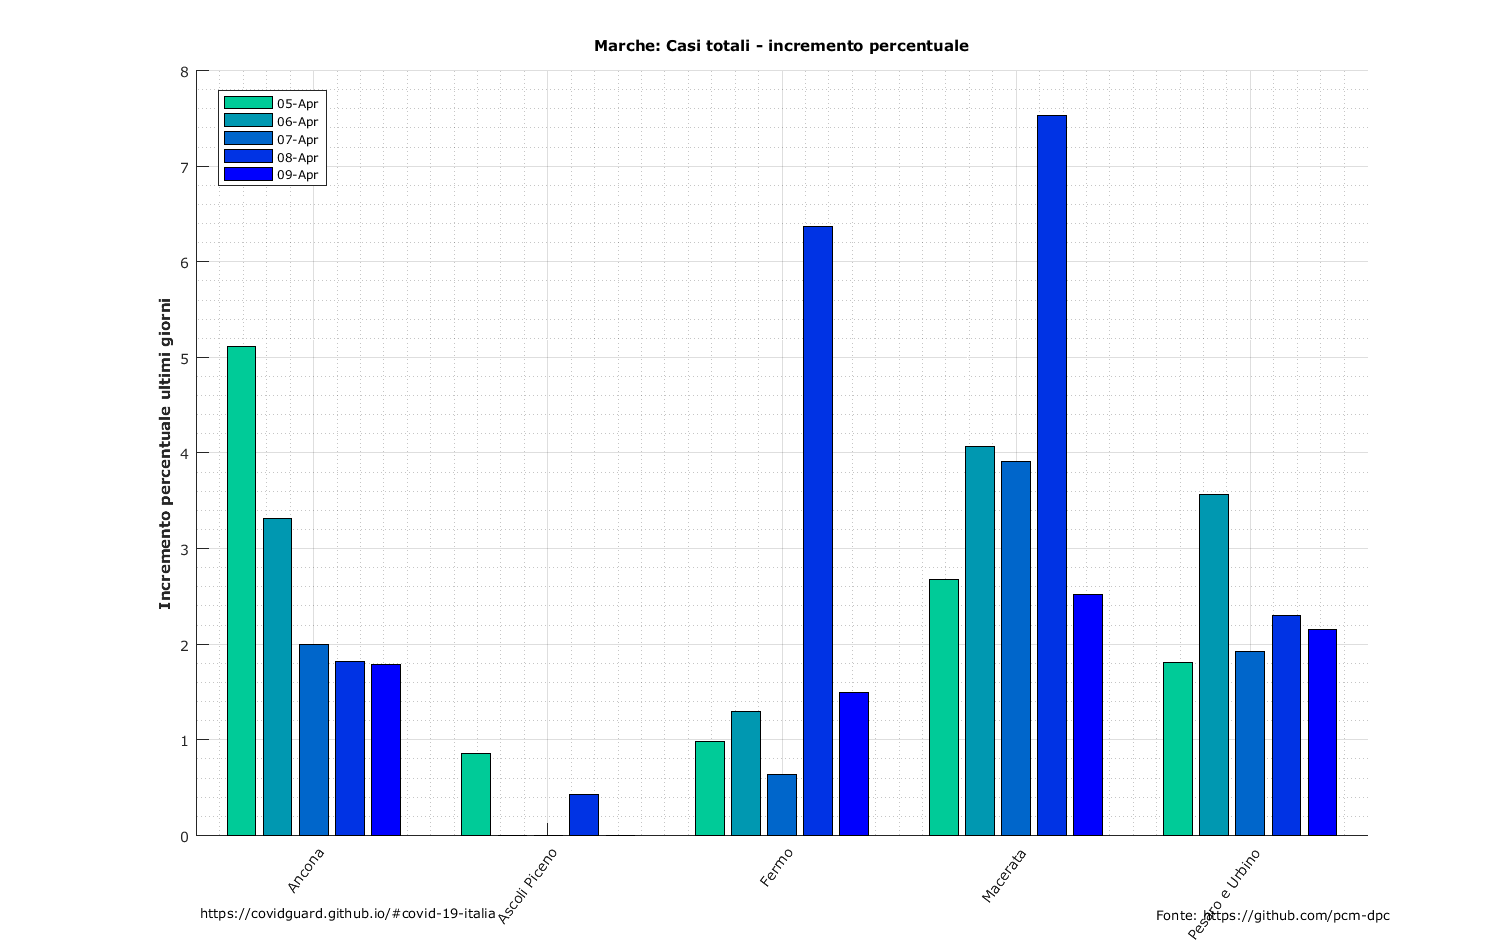 Marche: Casi totali - incremento percentuale
8
7
6
5
4
3
2
1
0
Incremento percentuale ultimi giorni
05-Apr
06-Apr
07-Apr
08-Apr
09-Apr
Ancona
Ascoli Piceno
Fermo
Macerata
Pesaro e Urbino
https://covidguard.github.io/#covid-19-italia
Fonte: https://github.com/pcm-dpc